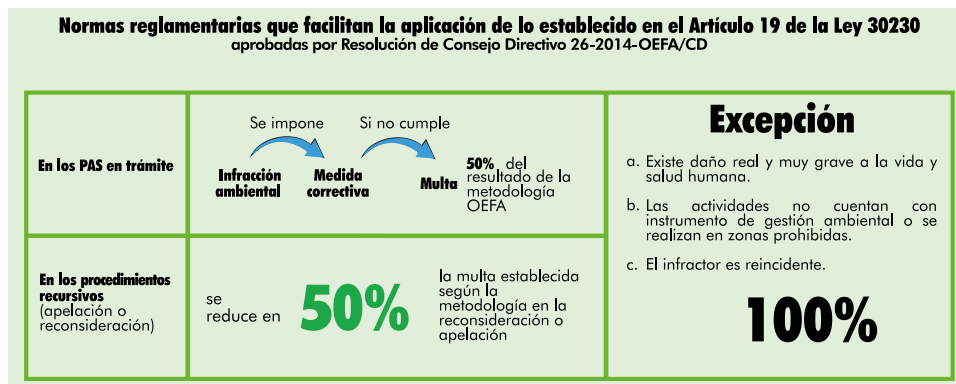 Normas reglamentarias que facilitan la aplicación de lo establecido en el Artículo 19 de la Ley 30230
aprobadas por Resolución de Consejo Directivo 26-2014-OEFA/CD
En los PAS en trámite
Se impone
Si no cumple
Infracción
ambiental
Medida
correctiva
Multa
50% del
resultado de la
metodología
OEFA
En los procedimientos
recursivos
(apelación o
reconsideración)
se
reduce en
50%
la multa establecida
según la
metodología en la
reconsideración o
apelación
Excepción
a. Existe daño real y muy grave a la vida y
salud humana.
b. Las actividades no cuentan con
instrumento de gestión ambiental o se
realizan en zonas prohibidas.
c. El infractor es reincidente.
100%